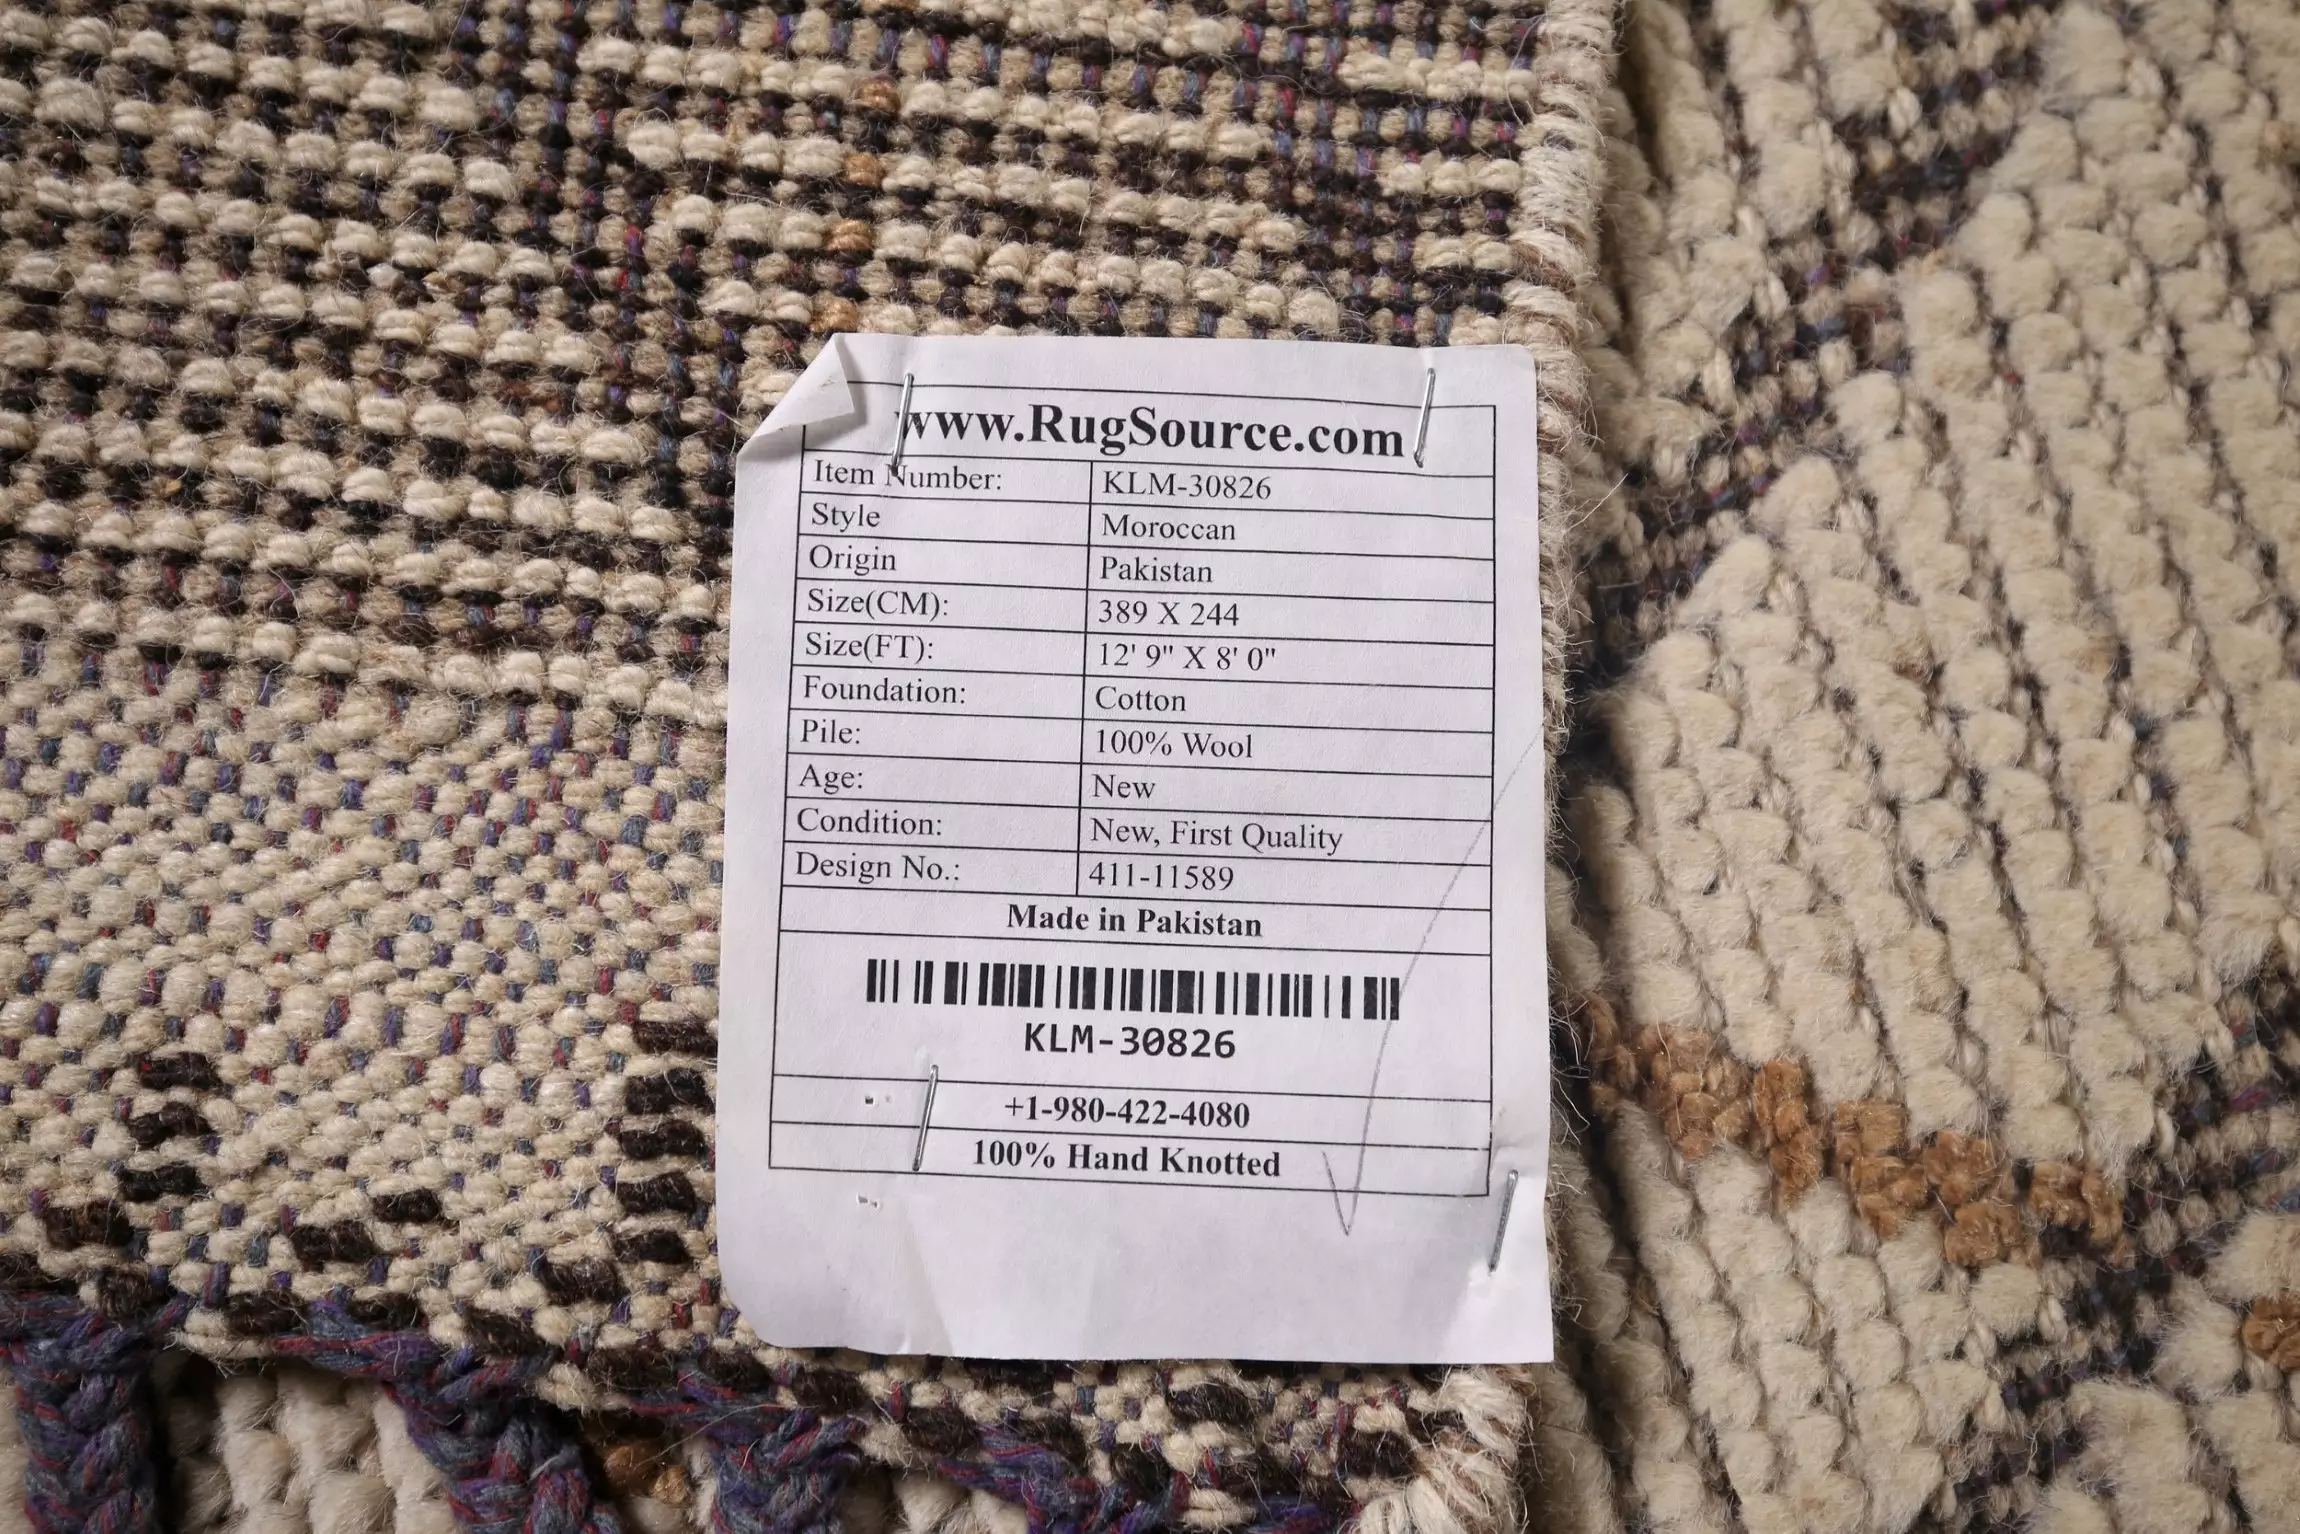 www.RugSource.com
Item Number: KLM-30826
Style Moroccan
Origin Pakistan
Size(CM): 389 X 244
Size(FT): 12' 9" X 8' 0"
Foundation: Cotton
Pile: 100% Wool
Age: New
Condition: New, First Quality
Design No.: 411-11589
Made in Pakistan
KLM-30826
+1-980-422-4080
100% Hand Knotted